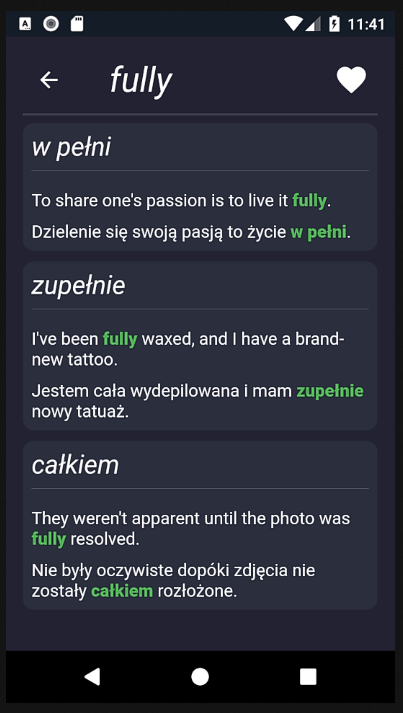 11:41
fully
w pełni
To share one's passion is to live it fully.
Dzielenie się swoją pasją to życie w pełni.
zupełnie
I've been fully waxed, and I have a brand-
new tattoo.
Jestem cała wydepilowana i mam zupełnie
nowy tatuaż.
całkiem
They weren't apparent until the photo was
fully resolved.
Nie były oczywiste dopóki zdjęcia nie
zostały całkiem rozłożone.